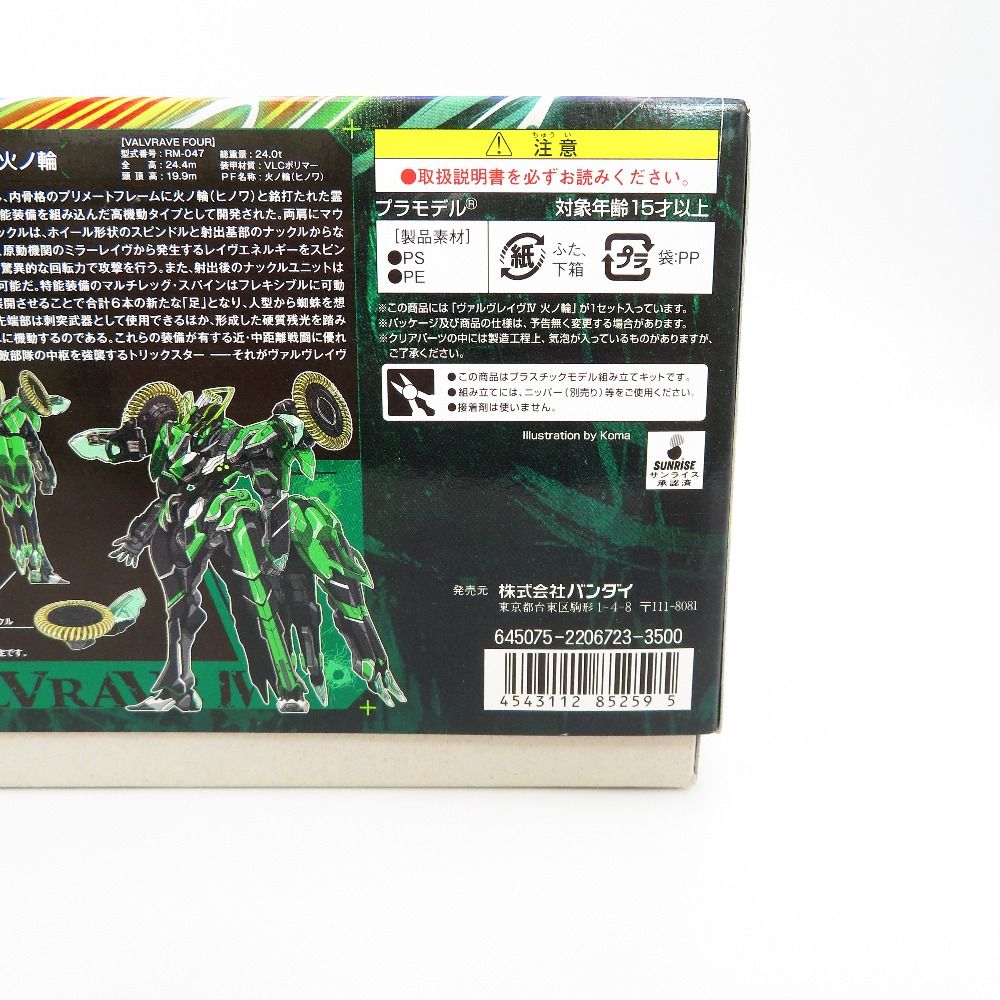 火ノ輪
[VALVRAVE FOUR]
型式番号：RM-047
全　高：24.4m
頭頂高：19.9m
総重量：24.0t
装甲材質：VLCポリマー
PF名称：火ノ輪(ヒノワ)
、内骨格のプリメートフレームに火ノ輪(ヒノワ)と銘打たれた霊
能装備を組み込んだ高機動タイプとして開発された。両肩にマウ
ックルは、ホイール形状のスピンドルと射出基部のナックルからな
、原動機関のミラーレイヴから発生するレイヴエネルギーをスピン
驚異的な回転力で攻撃を行う。また、射出後のナックルユニットは
可能だ。特能装備のマルチレッグ・スパインはフレキシブルに可動
展開させることで合計6本の新たな「足」となり、人型から蜘蛛を想
先端部は刺突武器として使用できるほか、形成した硬質残光を踏み
に機動するのである。これらの装備が有する近・中距離戦闘に優れ
敵部隊の中枢を強襲するトリックスター ――それがヴァルヴレイヴ
ックル
生です。
VRAVE IV
ちゅうい
注意
●取扱説明書を必ずお読みください。
プラモデル® 対象年齢15才以上
[製品素材]
●PS
●PE
紙
ふた、
下箱
プラ
袋：PP
※この商品には「ヴァルヴレイヴⅣ 火ノ輪」が1セット入っています。
※パッケージ及び商品の仕様は、予告無く変更する場合があります。
※クリアパーツの中には製造工程上、気泡が入っているものがありますが、
ご了承ください。
●この商品はプラスチックモデル組み立てキットです。
●組み立てには、ニッパー(別売り)等をご使用ください。
●接着剤は使いません。
Illustration by Koma
SUNRISE
サンライズ
承認済
発売元 株式会社バンダイ
東京都台東区駒形1-4-8 〒111-8081
645075-2206723-3500
4543112 85259 5